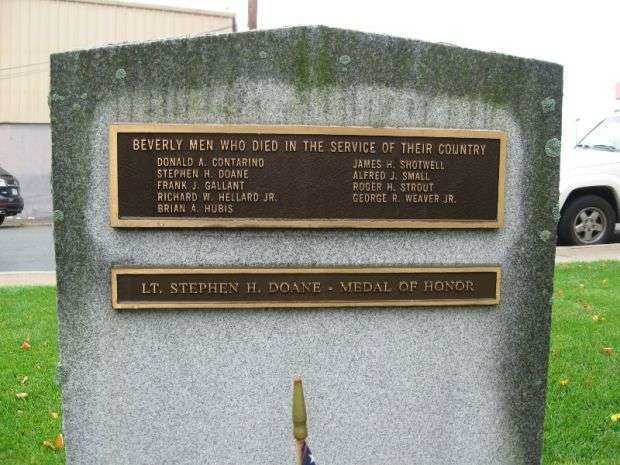 BEVERLY MEN WHO DIED IN THE SERVICE OF THEIR COUNTRY
DONALD A. CONTARINO
STEPHEN H. DOANE
FRANK J. GALLANT
RICHARD W. HELLARD JR.
BRIAN A. HUBIS
JAMES H. SHOTWELL
ALFRED J. SMALL
ROGER H. STROUT
GEORGE R. WEAVER JR.
LT. STEPHEN H. DOANE - MEDAL OF HONOR